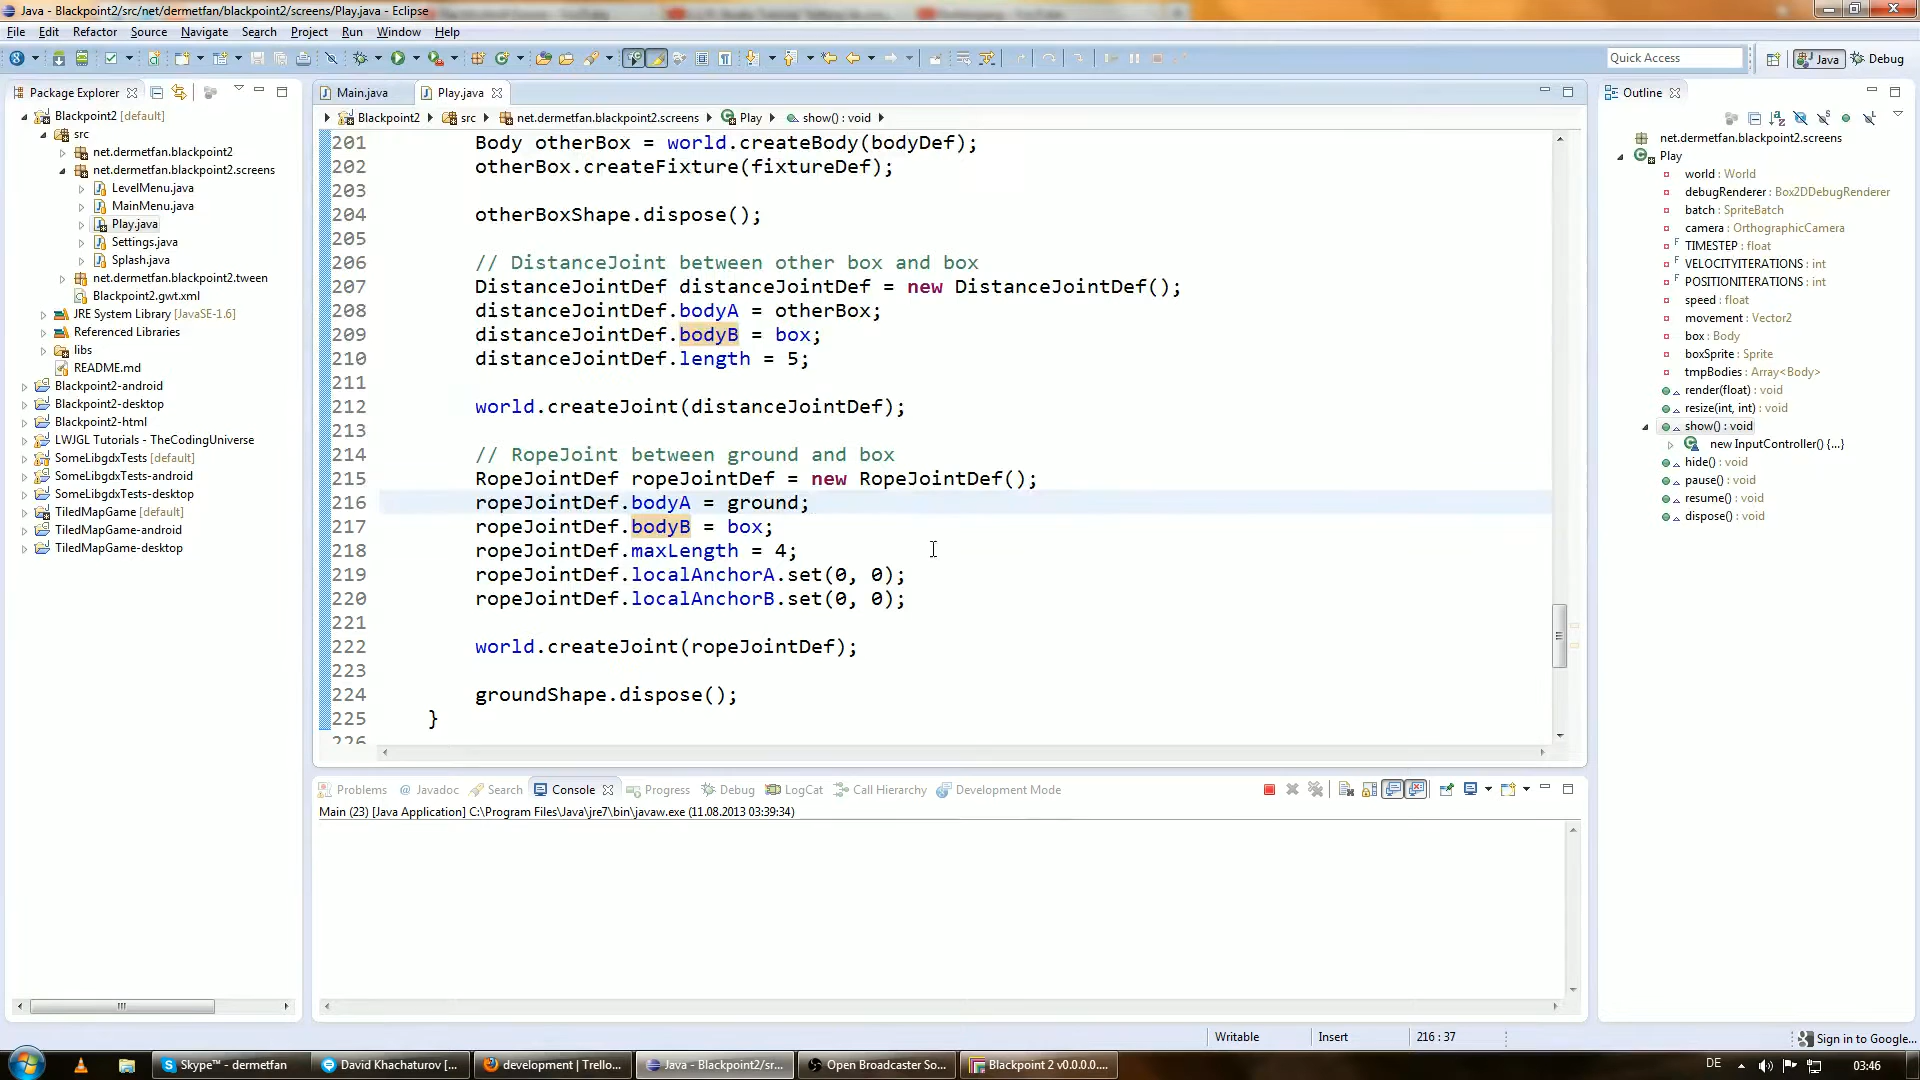 Java - Blackpoint2/src/net/dermetfan/blackpoint2/screens/Play.java - Eclipse
File Edit Refactor Source Navigate Search Project Run Window Help
Quick Access
Java
Debug
Package Explorer
Main.java
Play.java
Outline
Blackpoint2 src net.dermetfan.blackpoint2.screens Play show() : void
Blackpoint2 [default]
src
net.dermetfan.blackpoint2
net.dermetfan.blackpoint2.screens
LevelMenu.java
MainMenu.java
Play.java
Settings.java
Splash.java
net.dermetfan.blackpoint2.tween
Blackpoint2.gwt.xml
JRE System Library [JavaSE-1.6]
Referenced Libraries
libs
README.md
Blackpoint2-android
Blackpoint2-desktop
Blackpoint2-html
LWJGL Tutorials - TheCodingUniverse
SomeLibgdxTests [default]
SomeLibgdxTests-android
SomeLibgdxTests-desktop
TiledMapGame [default]
TiledMapGame-android
TiledMapGame-desktop
201 Body otherBox = world.createBody(bodyDef);
202 otherBox.createFixture(fixtureDef);
203
204 otherBoxShape.dispose();
205
206 // DistanceJoint between other box and box
207 DistanceJointDef distanceJointDef = new DistanceJointDef();
208 distanceJointDef.bodyA = otherBox;
209 distanceJointDef.bodyB = box;
210 distanceJointDef.length = 5;
211
212 world.createJoint(distanceJointDef);
213
214 // RopeJoint between ground and box
215 RopeJointDef ropeJointDef = new RopeJointDef();
216 ropeJointDef.bodyA = ground;
217 ropeJointDef.bodyB = box;
218 ropeJointDef.maxLength = 4;
219 ropeJointDef.localAnchorA.set(0, 0);
220 ropeJointDef.localAnchorB.set(0, 0);
221
222 world.createJoint(ropeJointDef);
223
224 groundShape.dispose();
225 }
226
net.dermetfan.blackpoint2.screens
Play
world : World
debugRenderer : Box2DDebugRenderer
batch : SpriteBatch
camera : OrthographicCamera
TIMESTEP : float
VELOCITYITERATIONS : int
POSITIONITERATIONS : int
speed : float
movement : Vector2
box : Body
boxSprite : Sprite
tmpBodies : Array<Body>
render(float) : void
resize(int, int) : void
show() : void
new InputController() {...}
hide() : void
pause() : void
resume() : void
dispose() : void
Problems @ Javadoc Search Console Progress Debug LogCat Call Hierarchy Development Mode
Main (23) [Java Application] C:\Program Files\Java\jre7\bin\javaw.exe (11.08.2013 03:39:34)
Writable
Insert
216 : 37
Sign in to Google...
Skype™ - dermetfan
David Khachaturov [...
development | Trello...
Java - Blackpoint2/sr...
Open Broadcaster So...
Blackpoint 2 v0.0.0.0....
DE
03:46